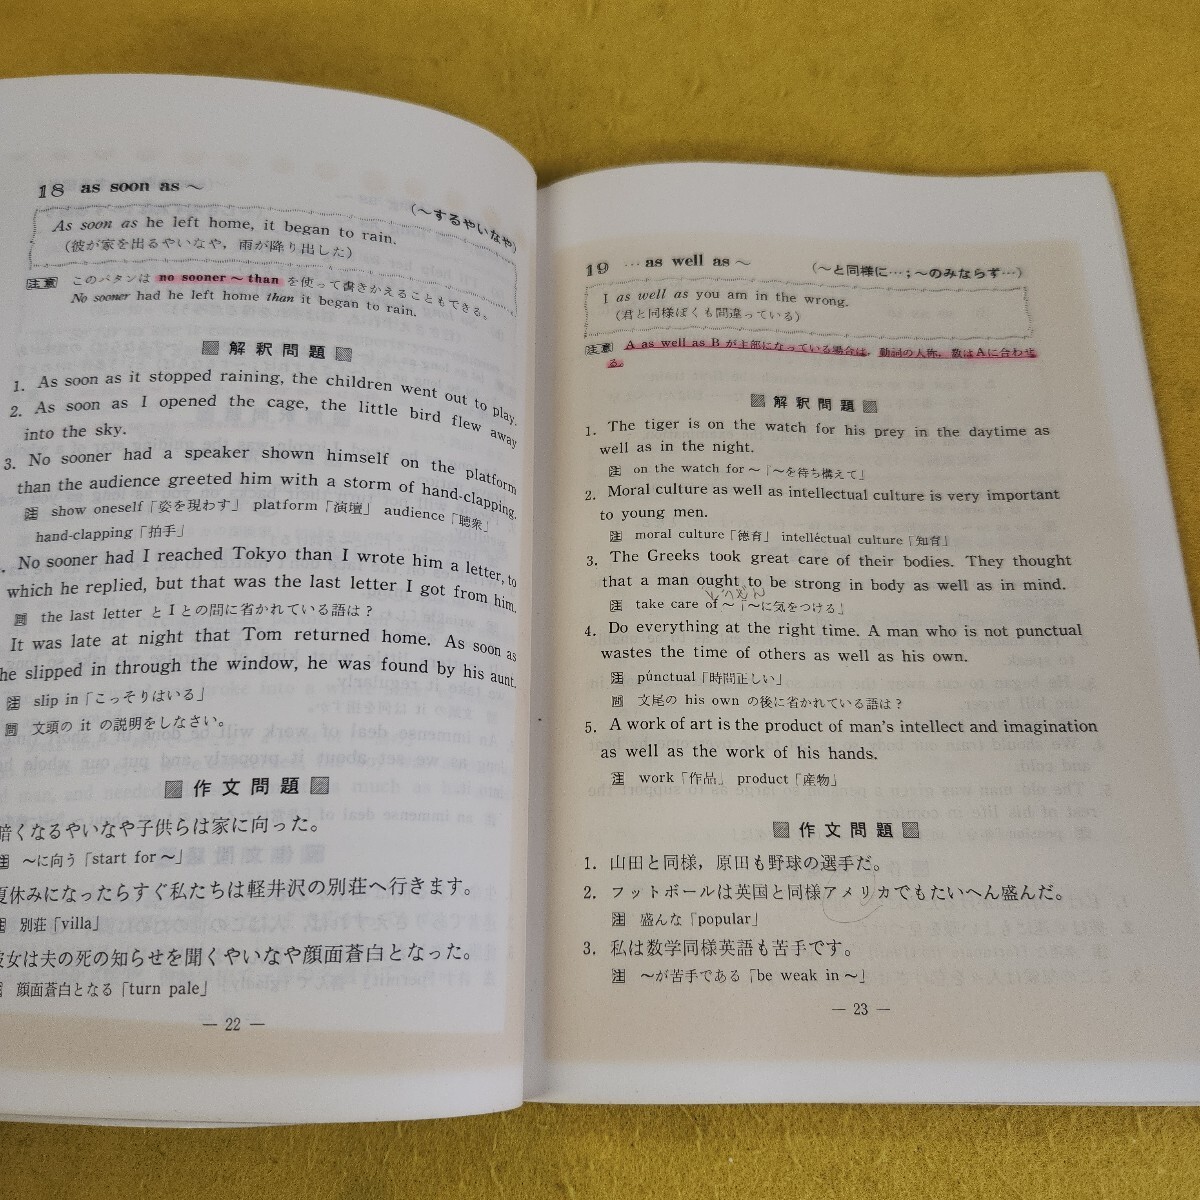 18 as soon as ～
(～するやいなや)
As soon as he left home, it began to rain.
(彼が家を出るやいなや，雨が降り出した)
注意 このパタンは no sooner ～ than を使って書きかえることもできる。
No sooner had he left home than it began to rain.
解釈問題
1. As soon as it stopped raining, the children went out to play.
2. As soon as I opened the cage, the little bird flew away
into the sky.
3. No sooner had a speaker shown himself on the platform
than the audience greeted him with a storm of hand-clapping.
注 show oneself「姿を現わす」 platform「演壇」 audience「聴衆」
hand-clapping「拍手」
. No sooner had I reached Tokyo than I wrote him a letter, to
which he replied, but that was the last letter I got from him.
問 the last letter と I との間に省かれている語は？
It was late at night that Tom returned home. As soon as
he slipped in through the window, he was found by his aunt.
注 slip in「こっそりはいる」
問 文頭の it の説明をしなさい。
作文問題
暗くなるやいなや子供らは家に向った。
注 ～に向う「start for ～」
夏休みになったらすぐ私たちは軽井沢の別荘へ行きます。
注 別荘「villa」
彼女は夫の死の知らせを聞くやいなや顔面蒼白となった。
注 顔面蒼白となる「turn pale」
— 22 —
19 …as well as ～ (～と同様に…；～のみならず…)
I as well as you am in the wrong.
(君と同様ぼくも間違っている)
注意 A as well as B が主部になっている場合は，動詞の人称，数はAに合わせ
る。
解釈問題
1. The tiger is on the watch for his prey in the daytime as
well as in the night.
注 on the watch for ～「～を待ち構えて」
2. Moral culture as well as intellectual culture is very important
to young men.
注 moral culture「徳育」 intelléctual culture「知育」
3. The Greeks took great care of their bodies. They thought
that a man ought to be strong in body as well as in mind.
注 take care of ～「～に気をつける」
4. Do everything at the right time. A man who is not punctual
wastes the time of others as well as his own.
注 púnctual「時間正しい」
問 文尾の his own の後に省かれている語は？
5. A work of art is the product of man's intellect and imagination
as well as the work of his hands.
注 work「作品」 product「産物」
作文問題
1. 山田と同様，原田も野球の選手だ。
2. フットボールは英国と同様アメリカでもたいへん盛んだ。
注 盛んな「popular」
3. 私は数学同様英語も苦手です。
注 ～が苦手である「be weak in ～」
— 23 —